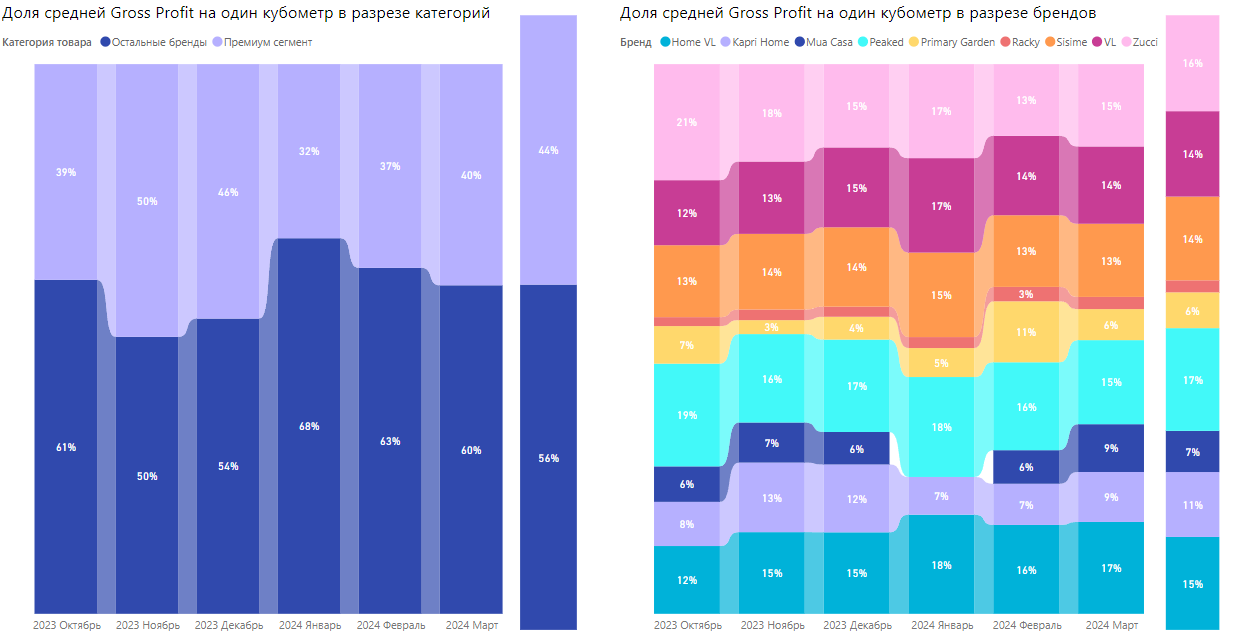 Доля средней Gross Profit на один кубометр в разрезе категорий
Категория товара Остальные бренды Премиум сегмент
39% 50% 46% 32% 37% 40% 44%
61% 50% 54% 68% 63% 60% 56%
2023 Октябрь 2023 Ноябрь 2023 Декабрь 2024 Январь 2024 Февраль 2024 Март
Доля средней Gross Profit на один кубометр в разрезе брендов
Бренд Home VL Kapri Home Mua Casa Peaked Primary Garden Racky Sisime VL Zucci
21% 18% 15% 17% 13% 15% 16%
12% 13% 15% 17% 14% 14% 14%
13% 14% 14% 15% 13% 13% 14%
3%
7% 3% 4% 5% 11% 6% 6%
19% 16% 17% 18% 16% 15% 17%
6% 7% 6% 6% 9% 7%
8% 13% 12% 7% 7% 9% 11%
12% 15% 15% 18% 16% 17% 15%
2023 Октябрь 2023 Ноябрь 2023 Декабрь 2024 Январь 2024 Февраль 2024 Март